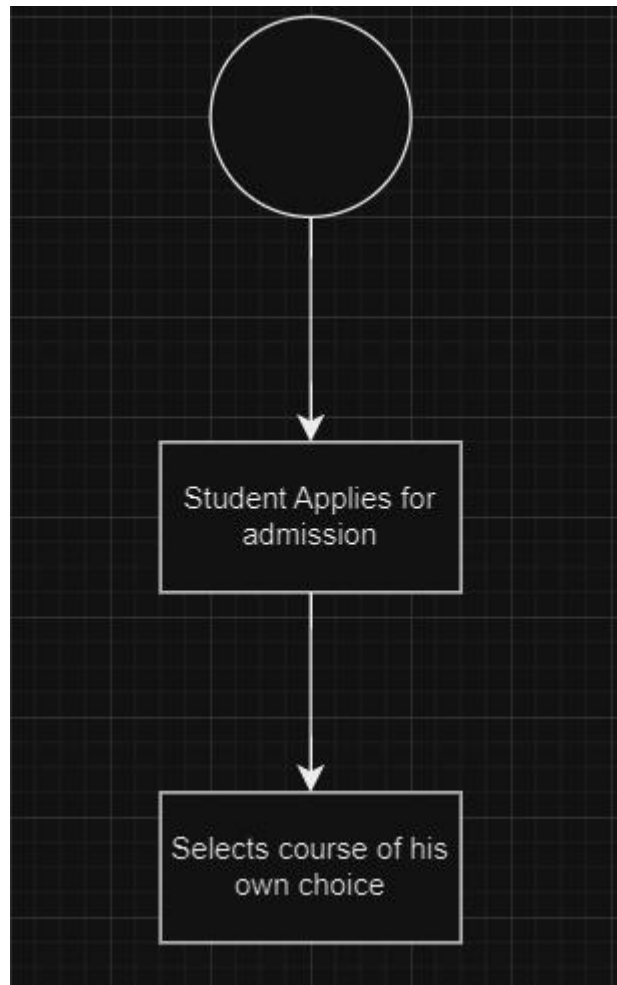 Student Applies for
admission
Selects course of his
own choice